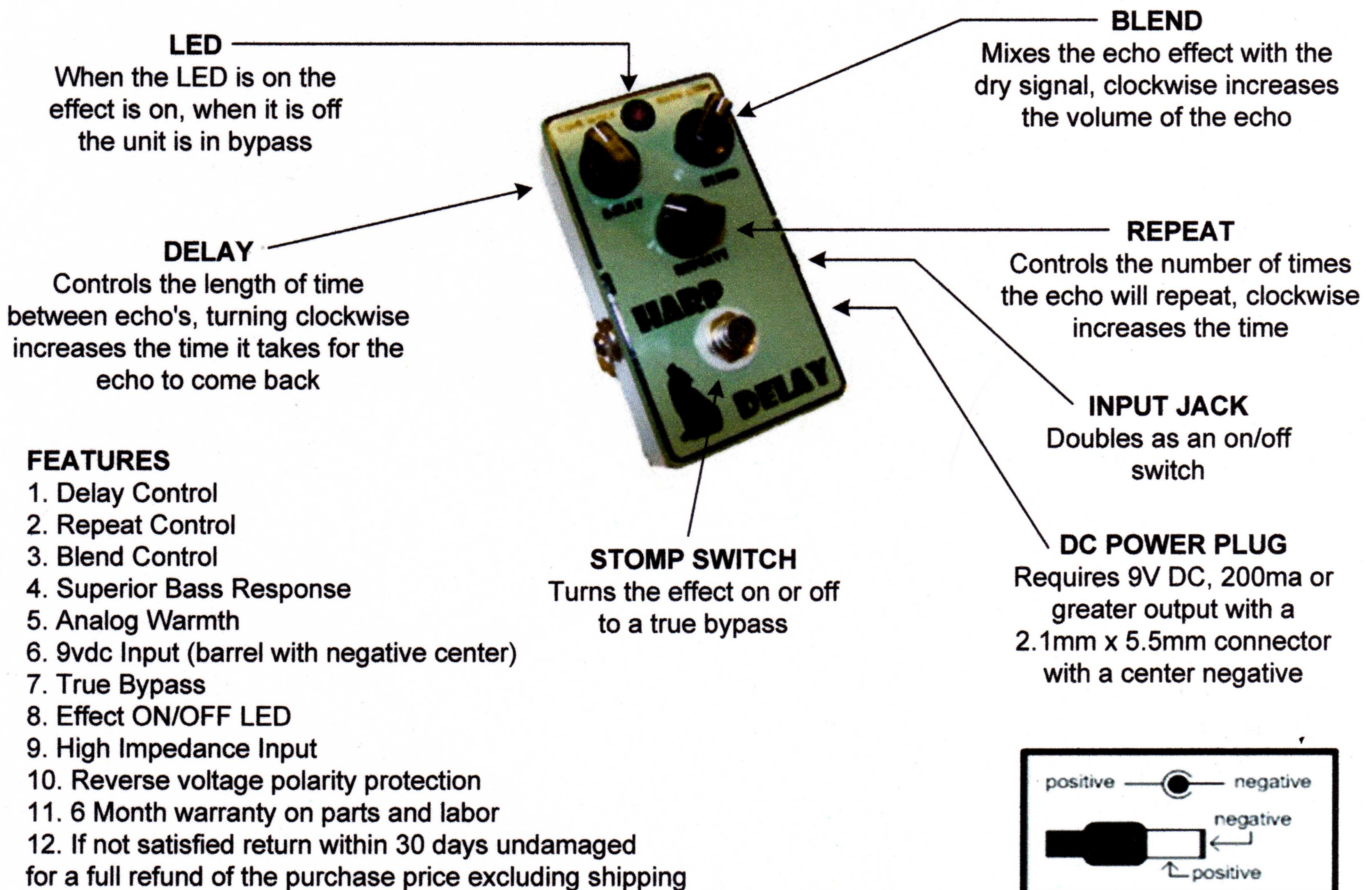 LED
When the LED is on the
effect is on, when it is off
the unit is in bypass
BLEND
Mixes the echo effect with the
dry signal, clockwise increases
the volume of the echo
DELAY
Controls the length of time
between echo's, turning clockwise
increases the time it takes for the
echo to come back
REPEAT
Controls the number of times
the echo will repeat, clockwise
increases the time
DELAY
BLEND
HARP
DELAY
INPUT JACK
Doubles as an on/off
switch
FEATURES
1. Delay Control
2. Repeat Control
3. Blend Control
4. Superior Bass Response
5. Analog Warmth
6. 9vdc Input (barrel with negative center)
7. True Bypass
8. Effect ON/OFF LED
9. High Impedance Input
10. Reverse voltage polarity protection
11. 6 Month warranty on parts and labor
12. If not satisfied return within 30 days undamaged
for a full refund of the purchase price excluding shipping
STOMP SWITCH
Turns the effect on or off
to a true bypass
DC POWER PLUG
Requires 9V DC, 200ma or
greater output with a
2.1mm x 5.5mm connector
with a center negative
positive negative
negative
positive